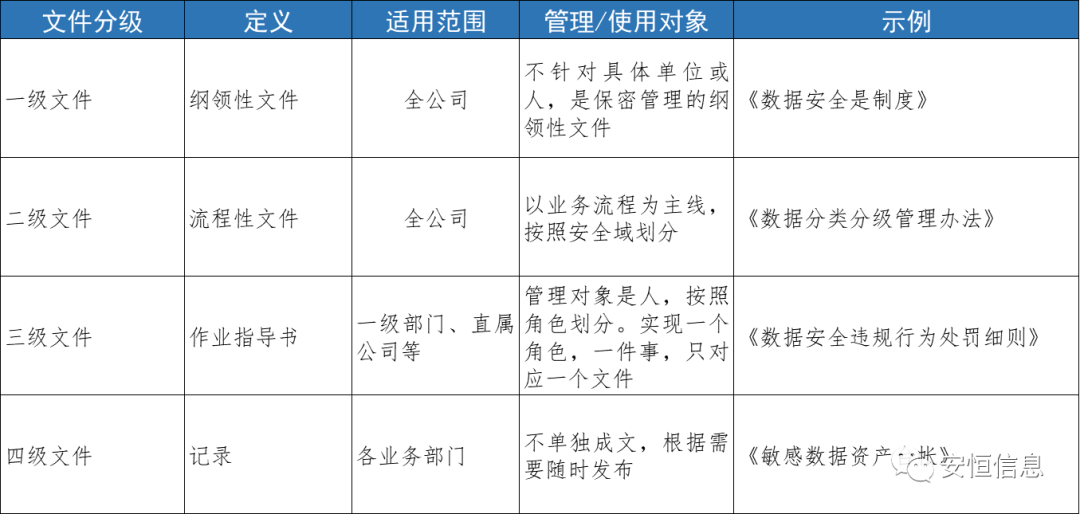 文件分级 定义 适用范围 管理/使用对象 示例
一级文件 纲领性文件 全公司 不针对具体单位或
人，是保密管理的纲
领性文件 《数据安全是制度》
二级文件 流程性文件 全公司 以业务流程为主线，
按照安全域划分 《数据分类分级管理办法》
三级文件 作业指导书 一级部门、直属
公司等 管理对象是人，按照
角色划分。实现一个
角色，一件事，只对
应一个文件 《数据安全违规行为处罚细则》
四级文件 记录 各业务部门 不单独成文，根据需
要随时发布 《敏感数据资产 帐》
安恒信息